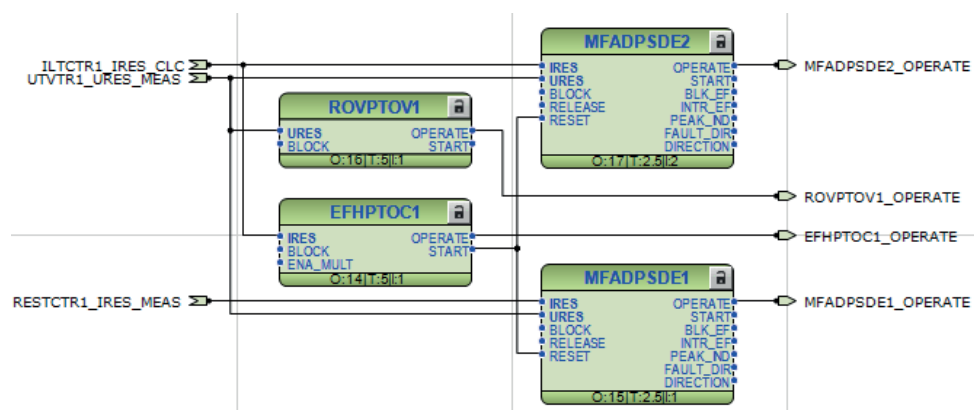 MFADPSDE2
ILTCTR1_IRES_CLC
UTVTR1_URES_MEAS
IRES
URES
BLOCK
RELEASE
RESET
OPERATE
START
BLK_EF
INTR_EF
PEAK_IND
FAULT_DIR
DIRECTION
O:17|T:2.5|I:2
MFADPSDE2_OPERATE
ROVPTOV1
URES
BLOCK
OPERATE
START
O:16|T:5|I:1
ROVPTOV1_OPERATE
EFHPTOC1
IRES
BLOCK
ENA_MULT
OPERATE
START
O:14|T:5|I:1
EFHPTOC1_OPERATE
MFADPSDE1
RESTCTR1_IRES_MEAS
IRES
URES
BLOCK
RELEASE
RESET
OPERATE
START
BLK_EF
INTR_EF
PEAK_IND
FAULT_DIR
DIRECTION
O:15|T:2.5|I:1
MFADPSDE1_OPERATE